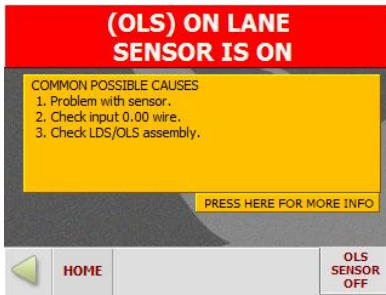 (OLS) ON LANE
SENSOR IS ON
COMMON POSSIBLE CAUSES
1. Problem with sensor.
2. Check input 0.00 wire.
3. Check LDS/OLS assembly.
PRESS HERE FOR MORE INFO
HOME
OLS
SENSOR
OFF